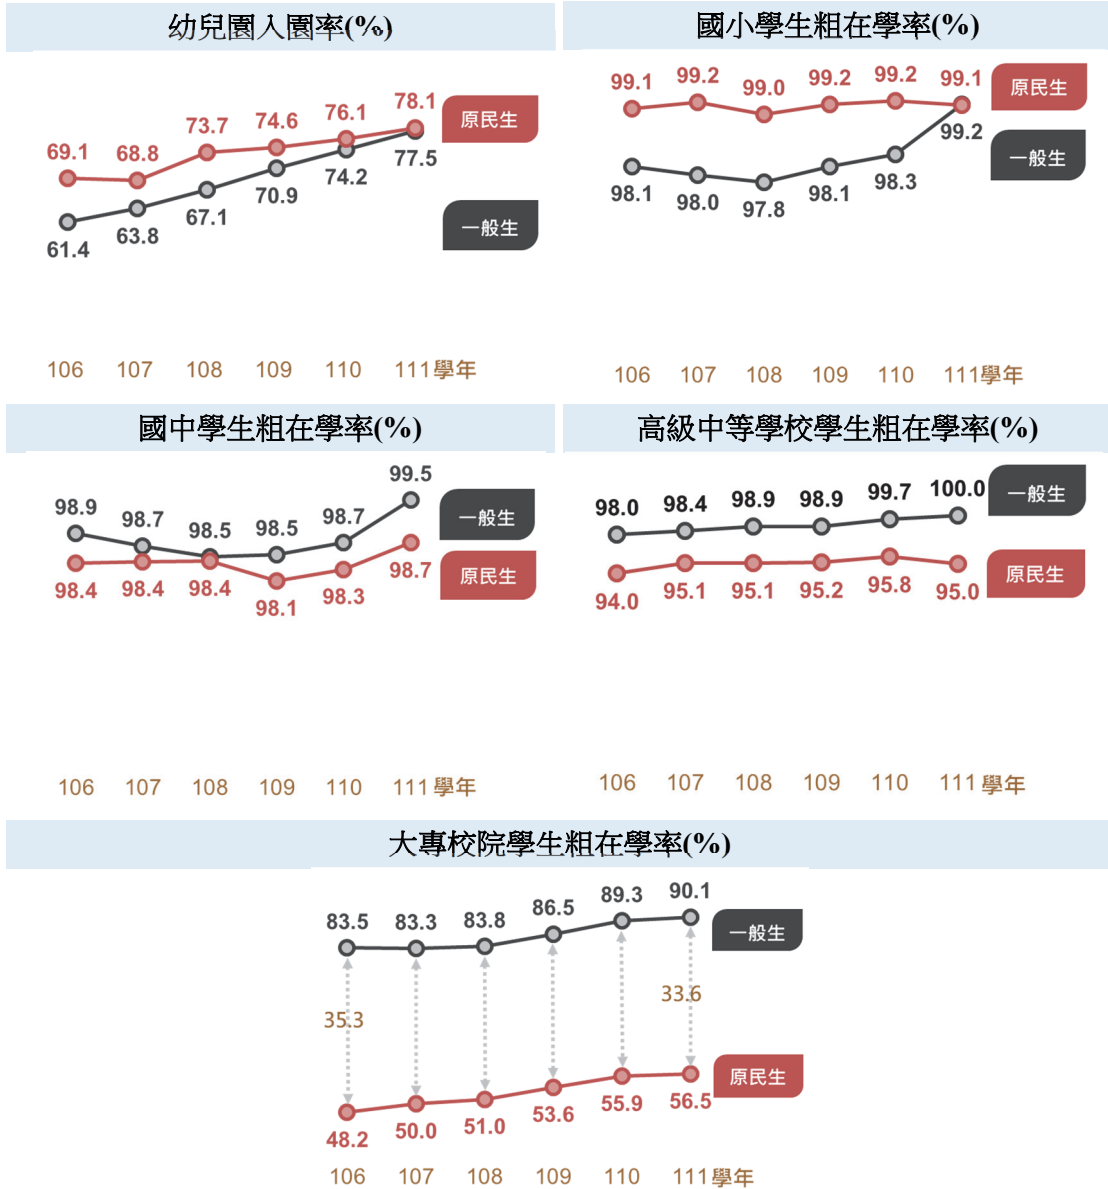 幼兒園入園率(%)
69.1 68.8 73.7 74.6 76.1 78.1
原民生
61.4 63.8 67.1 70.9 74.2 77.5
一般生
106 107 108 109 110 111學年
國小學生粗在學率(%)
99.1 99.2 99.0 99.2 99.2 99.1
原民生
98.1 98.0 97.8 98.1 98.3 99.2
一般生
106 107 108 109 110 111學年
國中學生粗在學率(%)
98.9 98.7 98.5 98.5 98.7 99.5
一般生
98.4 98.4 98.4 98.1 98.3 98.7
原民生
106 107 108 109 110 111學年
高級中等學校學生粗在學率(%)
98.0 98.4 98.9 98.9 99.7 100.0
一般生
94.0 95.1 95.1 95.2 95.8 95.0
原民生
106 107 108 109 110 111學年
大專校院學生粗在學率(%)
83.5 83.3 83.8 86.5 89.3 90.1
一般生
35.3 33.6
48.2 50.0 51.0 53.6 55.9 56.5
原民生
106 107 108 109 110 111學年